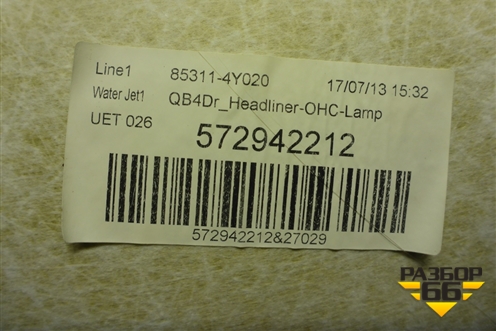 Line1 85311-4Y020 17/07/13 15:32
Water Jet1 QB4Dr_Headliner-OHC-Lamp
UET 026 572942212
572942212&27029
РАЗБОР
66